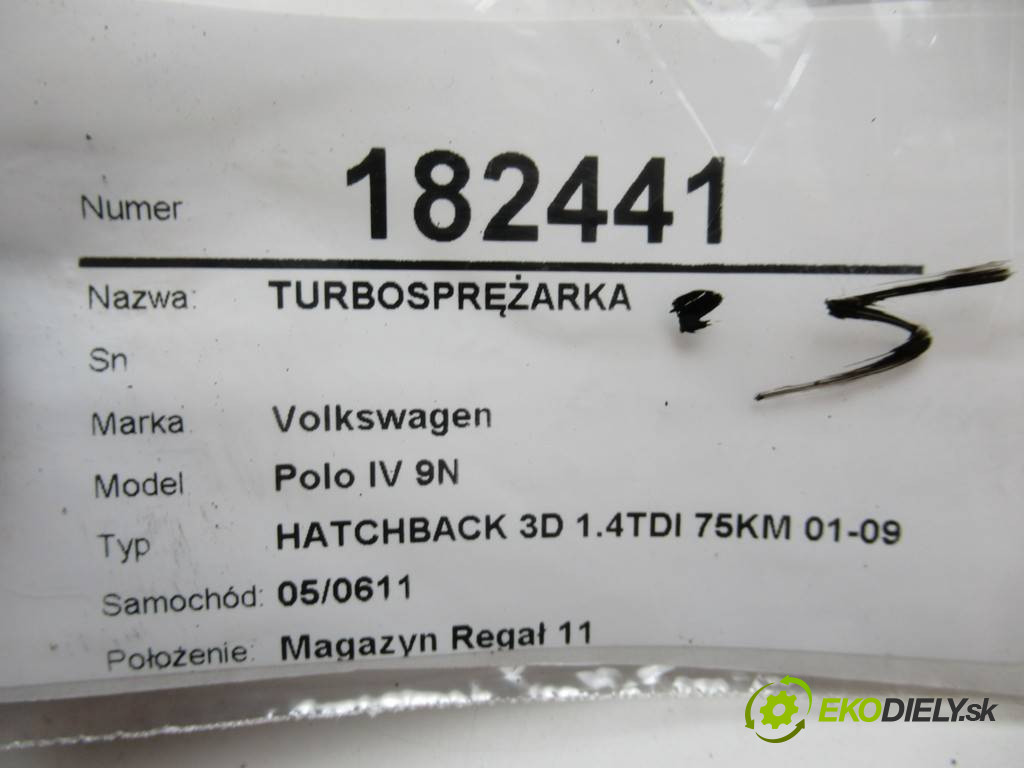 Numer 182441
Nazwa: TURBOSPRĘŻARKA . 5
Sn
Marka Volkswagen
Model Polo IV 9N
Typ HATCHBACK 3D 1.4TDI 75KM 01-09
Samochód: 05/0611
Położenie: Magazyn Regał 11
EKODIELY.sk